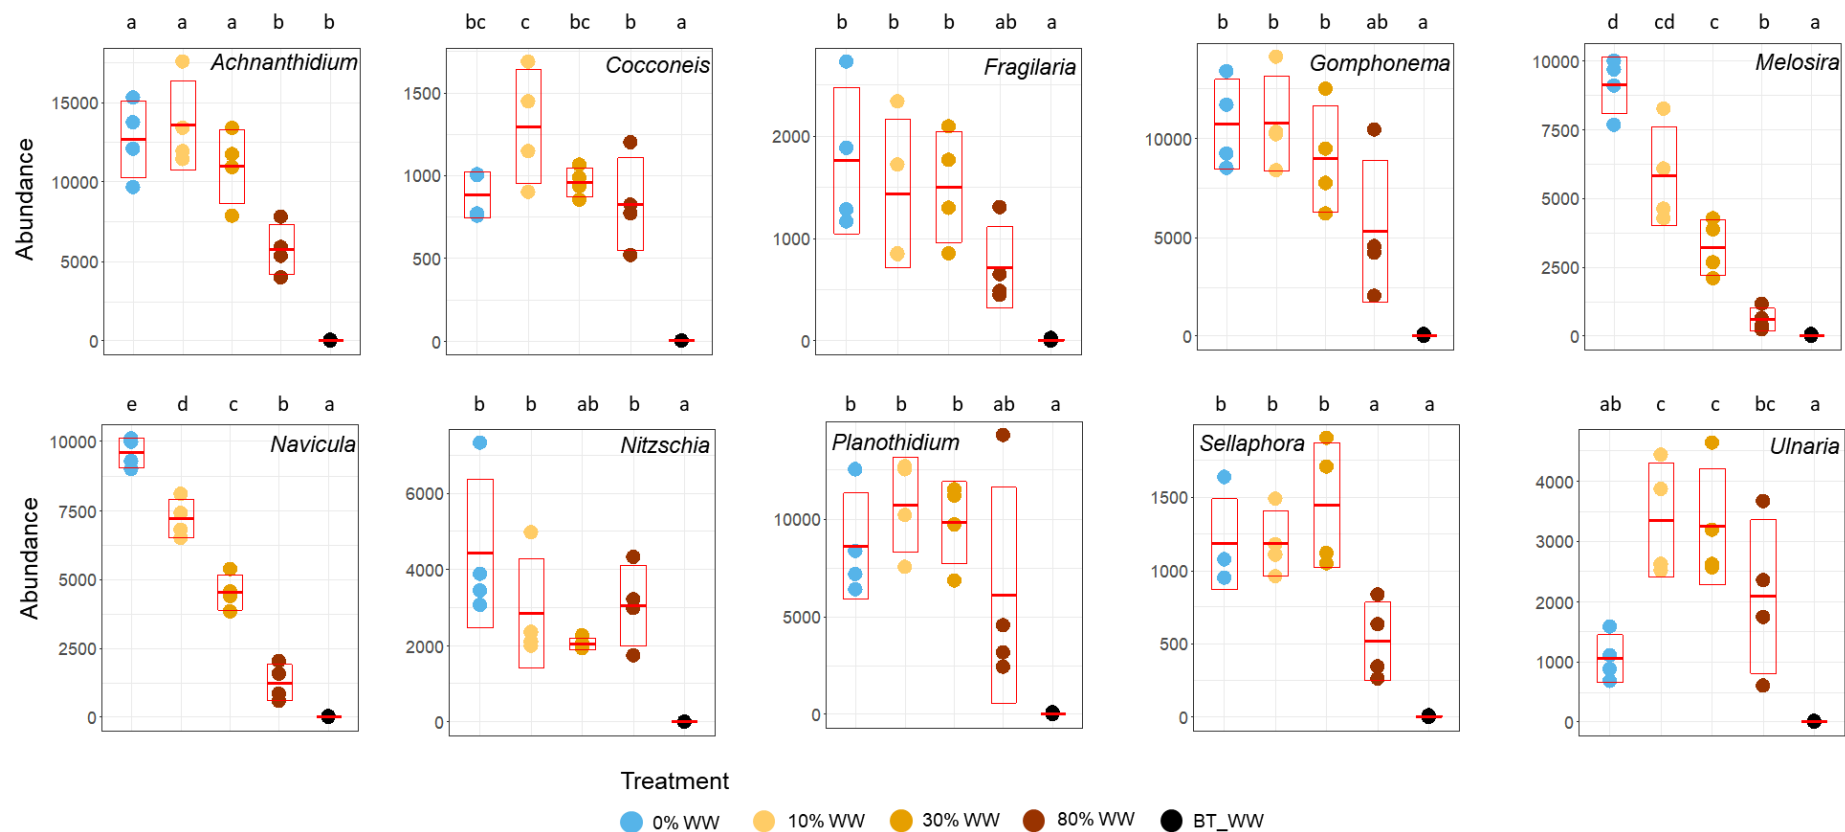 a a a b b
bc c bc b a
b b b ab a
b b b ab a
d cd c b a
Abundance
Achnanthidium
15000
10000
5000
0
Cocconeis
1500
1000
500
0
Fragilaria
2000
1000
0
Gomphonema
10000
5000
0
Melosira
10000
7500
5000
2500
0
e d c b a
b b ab b a
b b b ab a
b b b a a
ab c c bc a
Abundance
Navicula
10000
7500
5000
2500
0
Nitzschia
6000
4000
2000
0
Planothidium
10000
5000
0
Sellaphora
1500
1000
500
0
Ulnaria
4000
3000
2000
1000
0
Treatment
0% WW 10% WW 30% WW 80% WW BT_WW